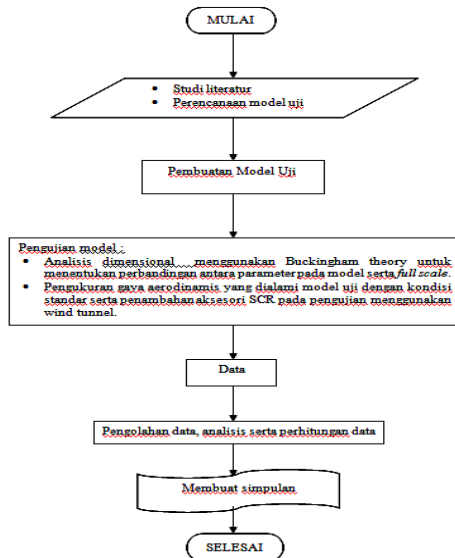 MULAI
• Studi literatur
• Perencanaan model uji
Pembuatan Model Uji
Pengujian model :
• Analisis dimensional menggunakan Buckingham theory untuk
menentukan perbandingan antara parameter pada model serta full scale.
• Pengukuran gaya aerodinamis yang dialami model uji dengan kondisi
standar serta penambahan aksesori SCR pada pengujian menggunakan
wind tunnel.
Data
Pengolahan data, analisis serta perhitungan data
Membuat simpulan
SELESAI